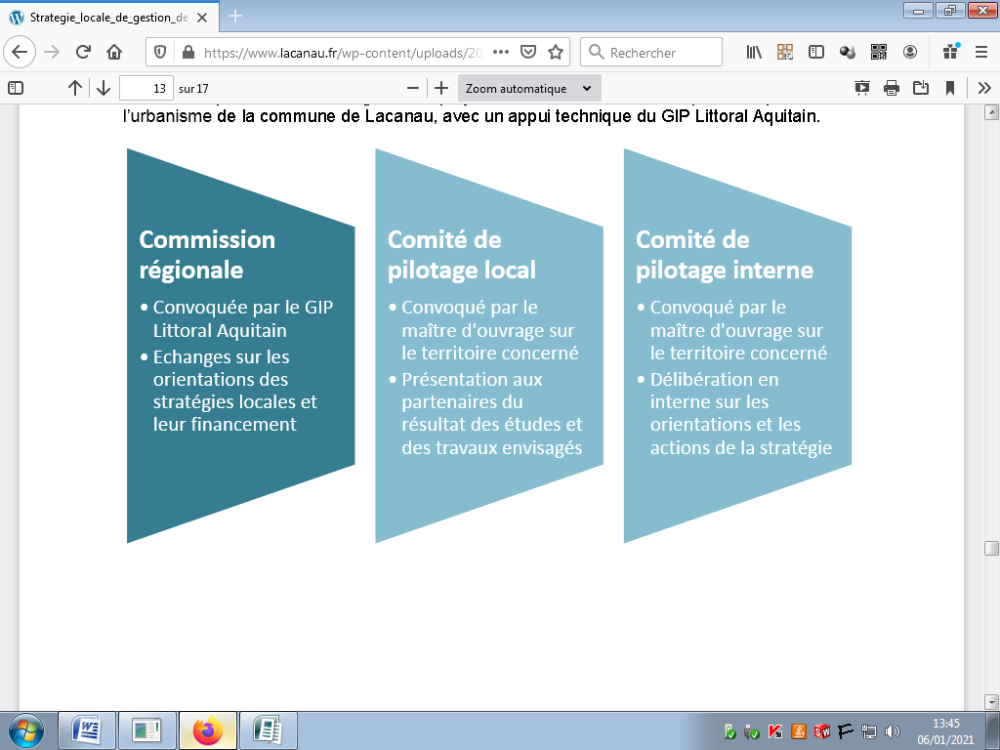 Strategie_locale_de_gestion_de_
https://www.lacanau.fr/wp-content/uploads/20
Rechercher
13 sur 17
Zoom automatique
l'urbanisme de la commune de Lacanau, avec un appui technique du GIP Littoral Aquitain.
Commission
régionale
• Convoquée par le GIP
Littoral Aquitain
• Echanges sur les
orientations des
stratégies locales et
leur financement
Comité de
pilotage local
• Convoqué par le
maître d'ouvrage sur
le territoire concerné
• Présentation aux
partenaires du
résultat des études et
des travaux envisagés
Comité de
pilotage interne
• Convoqué par le
maître d'ouvrage sur
le territoire concerné
• Délibération en
interne sur les
orientations et les
actions de la stratégie
13:45
06/01/2021